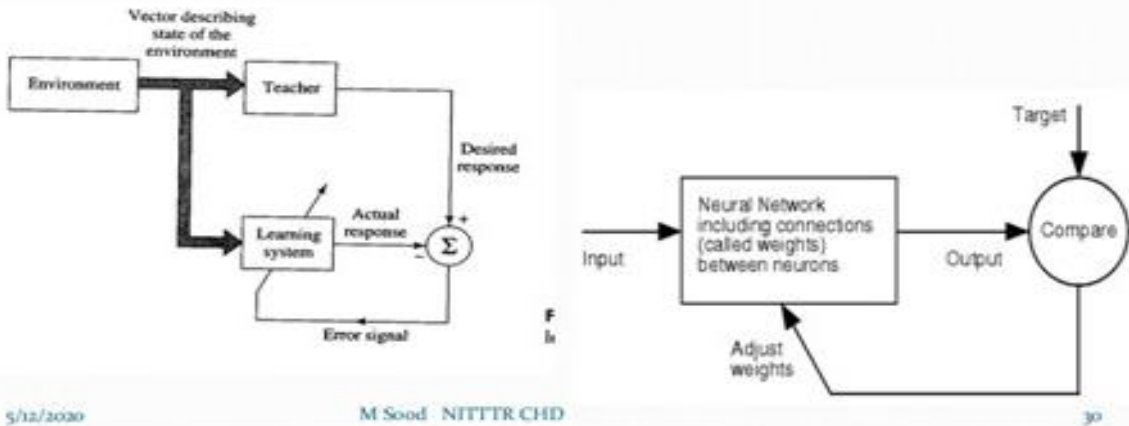 Vector describing
state of the
environment
Environment
Teacher
Desired
response
+
Actual
response
Learning
system
−
Σ
Error signal
F
Target
Neural Network
including connections
(called weights)
between neurons
Compare
Input
Output
Adjust
weights
5/12/2020
M Sood NITTTR CHD
30